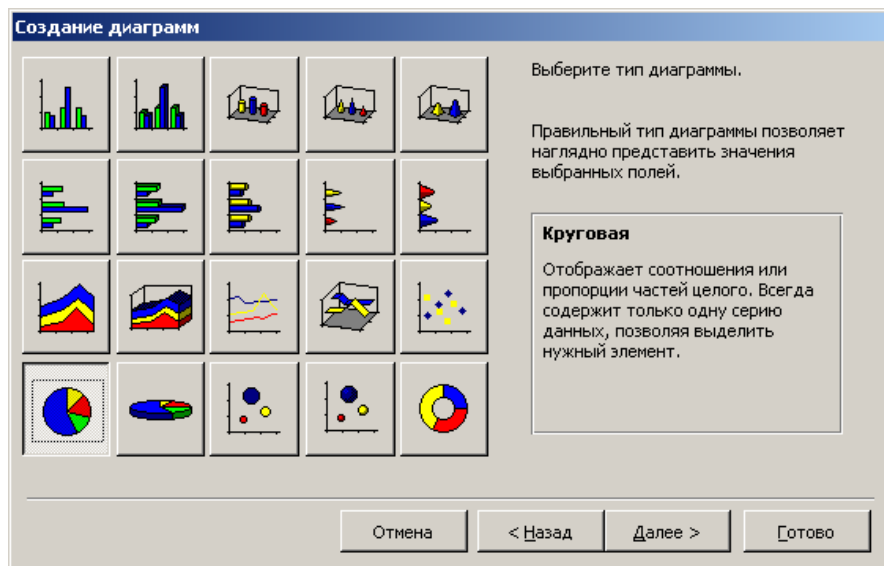 Создание диаграмм
Выберите тип диаграммы.
Правильный тип диаграммы позволяет
наглядно представить значения
выбранных полей.
Круговая
Отображает соотношения или
пропорции частей целого. Всегда
содержит только одну серию
данных, позволяя выделить
нужный элемент.
Отмена
< Назад
Далее >
Готово